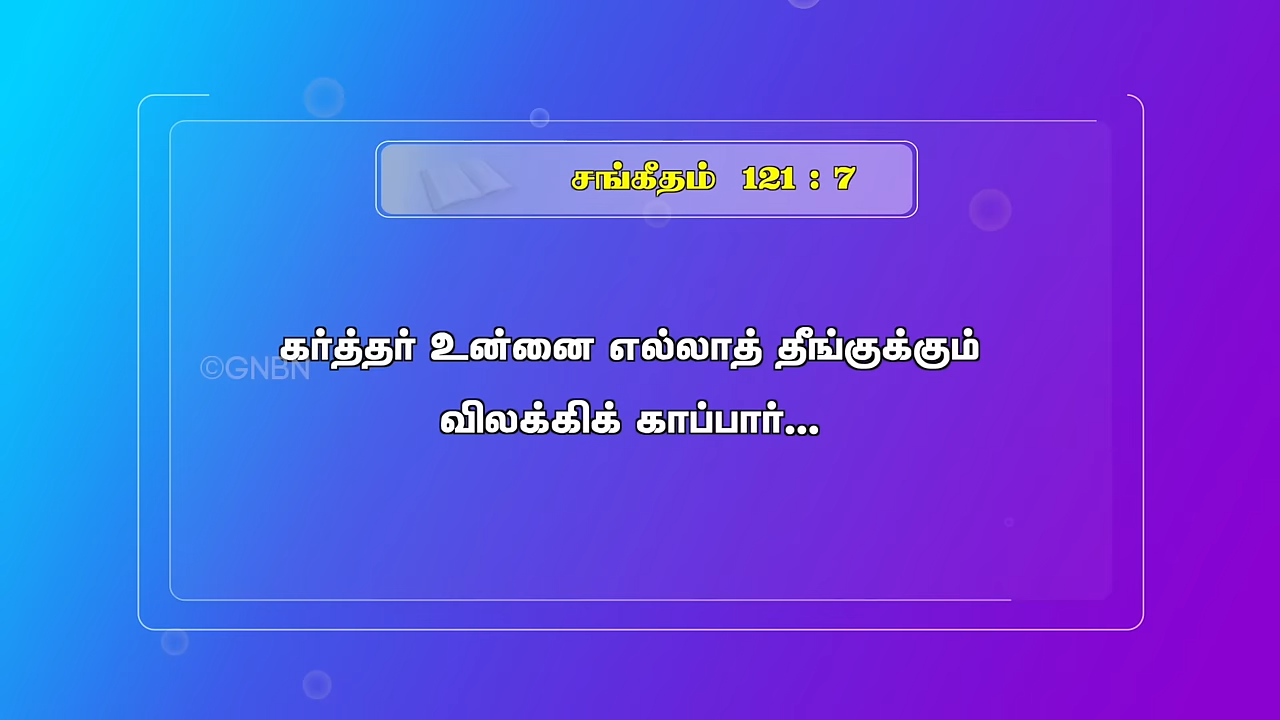 சங்கீதம் 121 : 7
கர்த்தர் உன்னை எல்லாத் தீங்குக்கும்
©GNBN
விலக்கிக் காப்பார்...